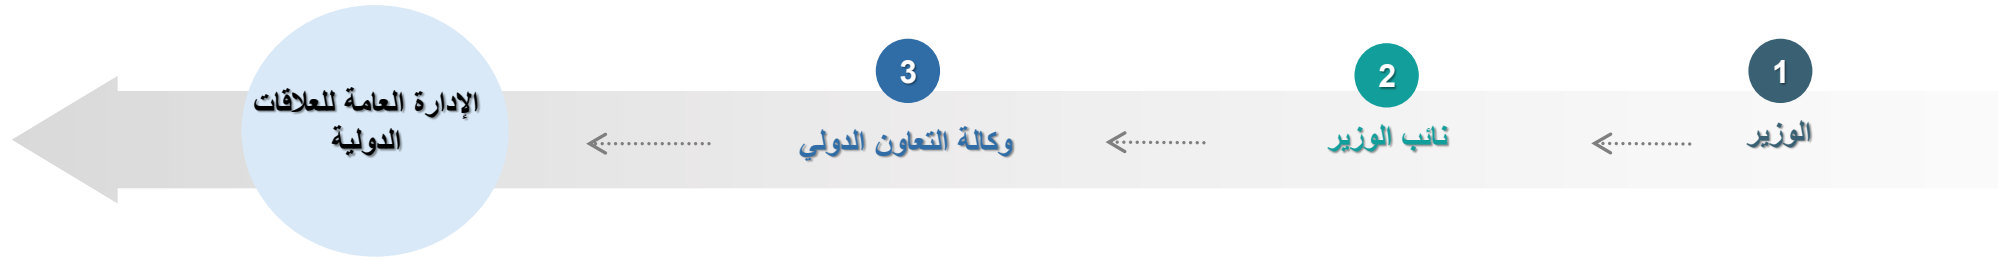 1
الوزير
2
نائب الوزير
3
وكالة التعاون الدولي
الإدارة العامة للعلاقات
الدولية